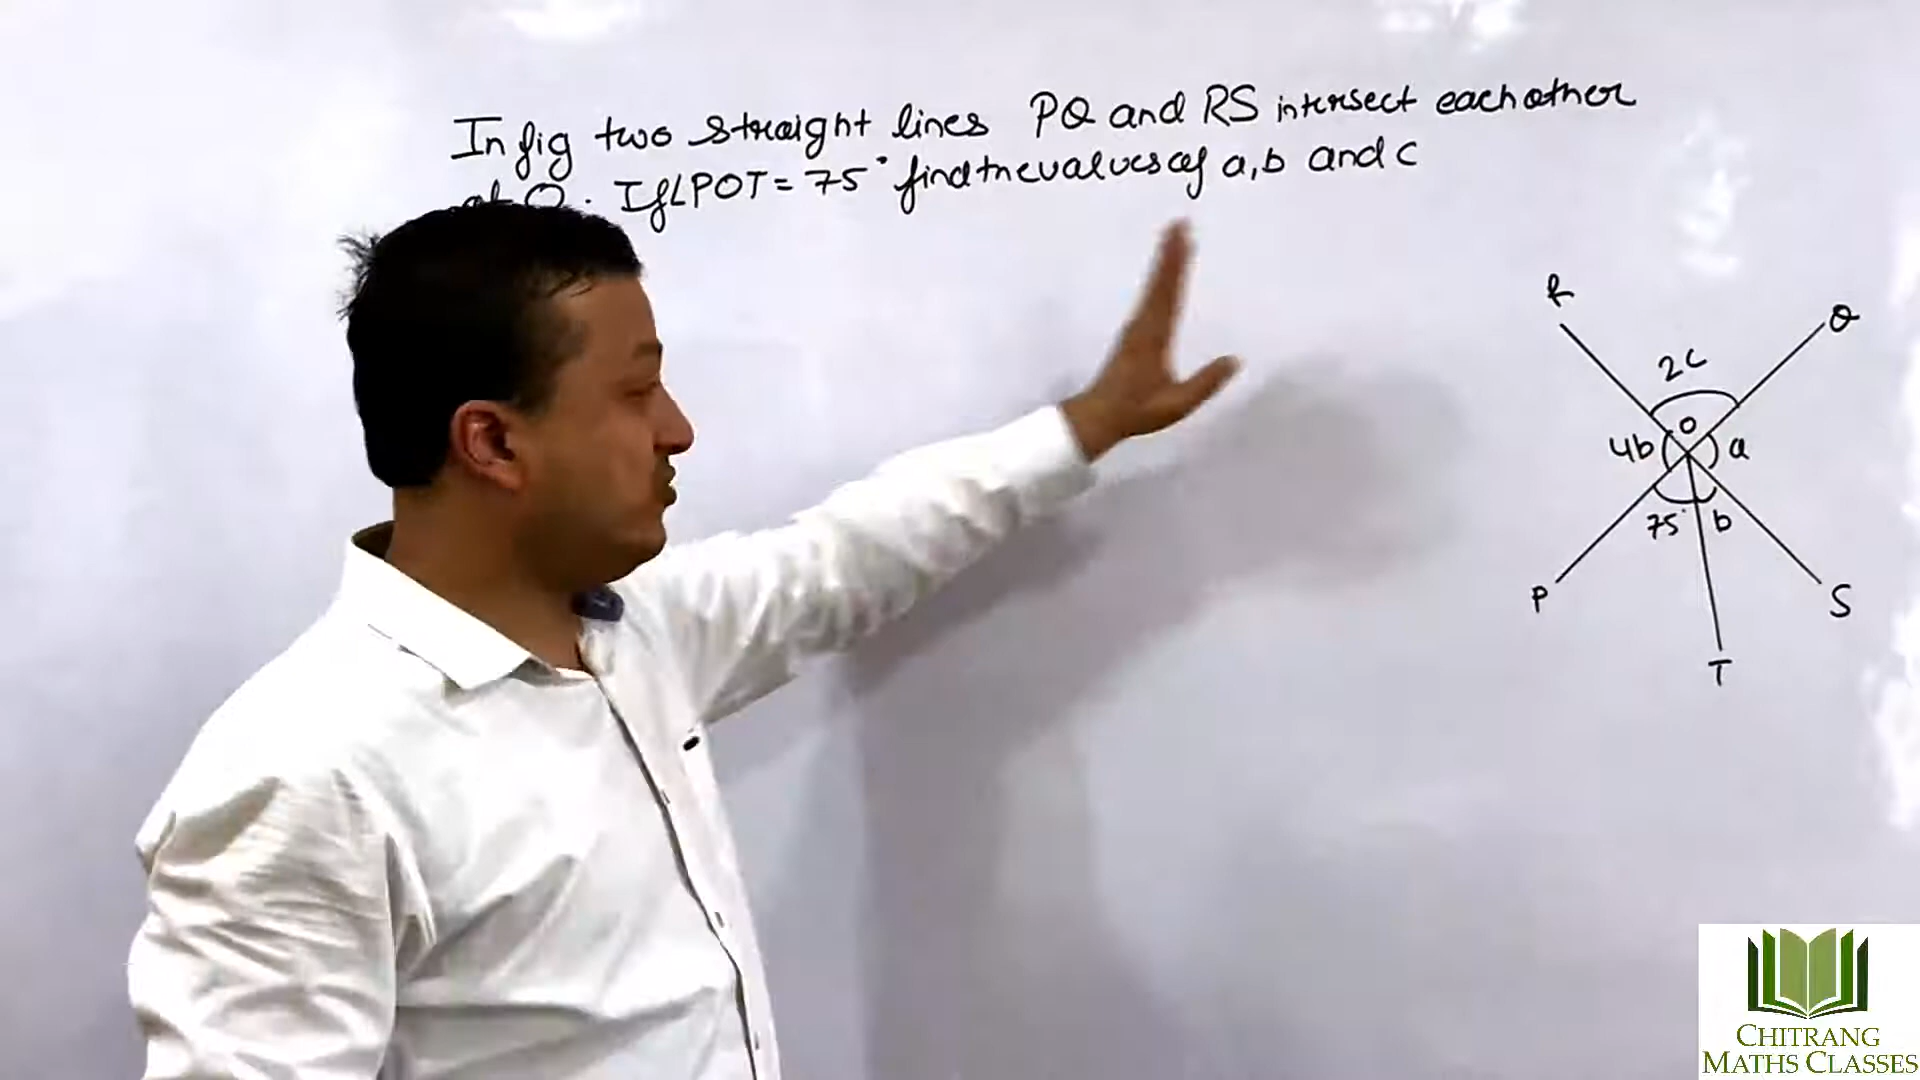 In fig two straight lines PQ and RS intersect each other
at O. If ∠POT = 75° find the values of a, b and c
R
Q
2c
O
4b
a
75°
b
P
S
T
CHITRANG
MATHS CLASSES